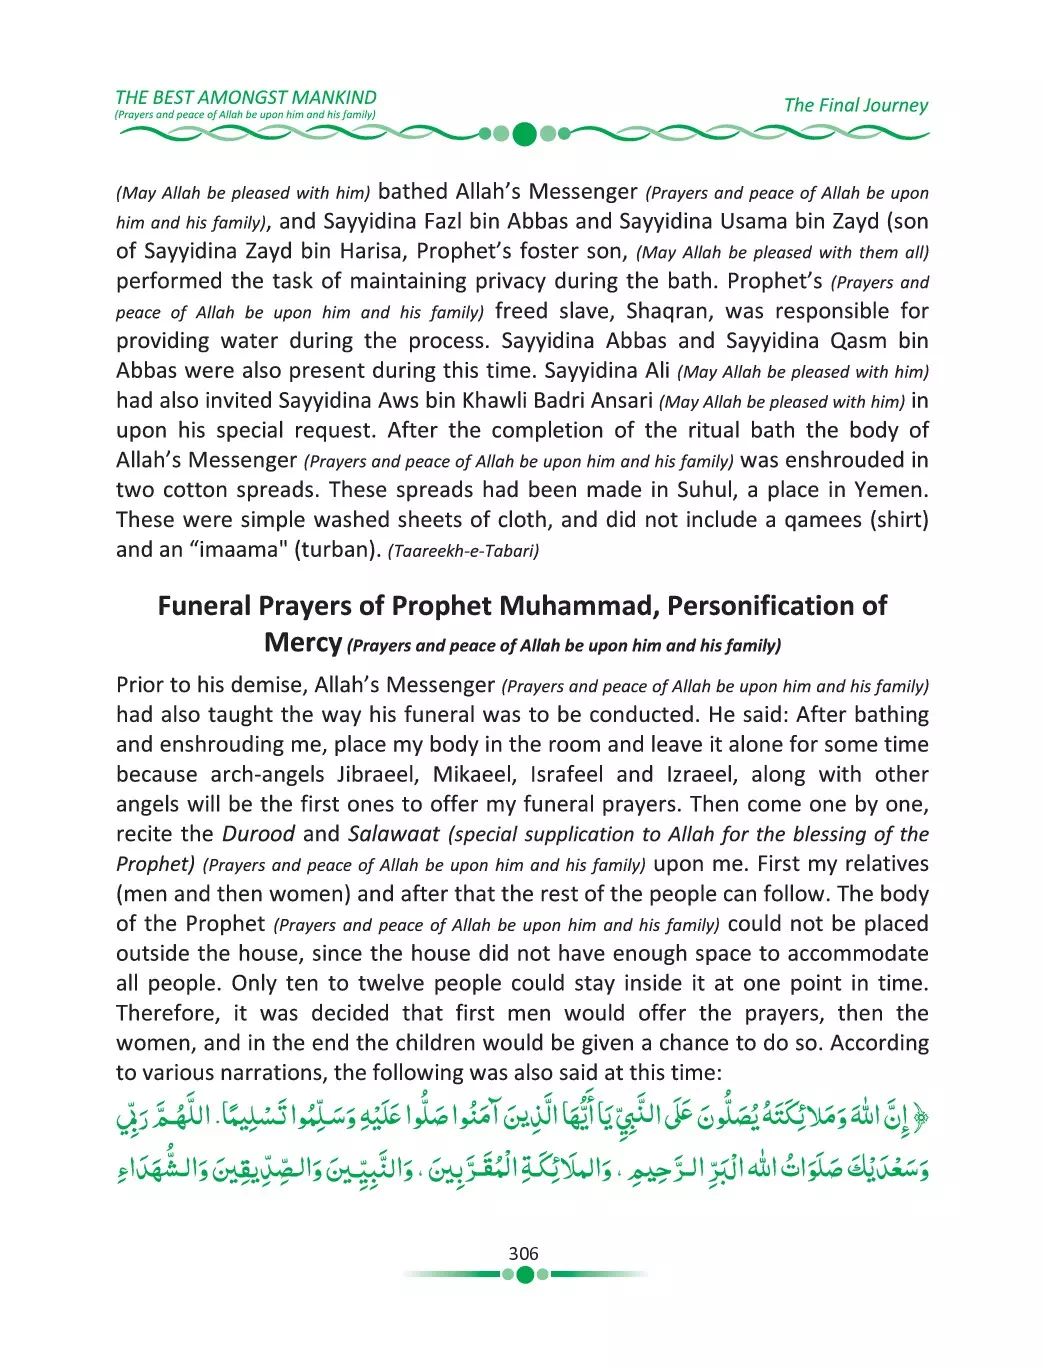 THE BEST AMONGST MANKIND
(Prayers and peace of Allah be upon him and his family)
The Final Journey
(May Allah be pleased with him) bathed Allah’s Messenger (Prayers and peace of Allah be upon
him and his family), and Sayyidina Fazl bin Abbas and Sayyidina Usama bin Zayd (son
of Sayyidina Zayd bin Harisa, Prophet’s foster son, (May Allah be pleased with them all)
performed the task of maintaining privacy during the bath. Prophet’s (Prayers and
peace of Allah be upon him and his family) freed slave, Shaqran, was responsible for
providing water during the process. Sayyidina Abbas and Sayyidina Qasm bin
Abbas were also present during this time. Sayyidina Ali (May Allah be pleased with him)
had also invited Sayyidina Aws bin Khawli Badri Ansari (May Allah be pleased with him) in
upon his special request. After the completion of the ritual bath the body of
Allah’s Messenger (Prayers and peace of Allah be upon him and his family) was enshrouded in
two cotton spreads. These spreads had been made in Suhul, a place in Yemen.
These were simple washed sheets of cloth, and did not include a qamees (shirt)
and an “imaama" (turban). (Taareekh-e-Tabari)
Funeral Prayers of Prophet Muhammad, Personification of
Mercy (Prayers and peace of Allah be upon him and his family)
Prior to his demise, Allah’s Messenger (Prayers and peace of Allah be upon him and his family)
had also taught the way his funeral was to be conducted. He said: After bathing
and enshrouding me, place my body in the room and leave it alone for some time
because arch-angels Jibraeel, Mikaeel, Israfeel and Izraeel, along with other
angels will be the first ones to offer my funeral prayers. Then come one by one,
recite the Durood and Salawaat (special supplication to Allah for the blessing of the
Prophet) (Prayers and peace of Allah be upon him and his family) upon me. First my relatives
(men and then women) and after that the rest of the people can follow. The body
of the Prophet (Prayers and peace of Allah be upon him and his family) could not be placed
outside the house, since the house did not have enough space to accommodate
all people. Only ten to twelve people could stay inside it at one point in time.
Therefore, it was decided that first men would offer the prayers, then the
women, and in the end the children would be given a chance to do so. According
to various narrations, the following was also said at this time:
﴿ إِنَّ اللهَ وَمَلائِكَتَهُ يُصَلُّونَ عَلَى النَّبِيِّ يَا أَيُّهَا الَّذِينَ آمَنُوا صَلُّوا عَلَيْهِ وَسَلِّمُوا تَسْلِيمًا. اللَّهُمَّ رَبِّي
وَسَعْدَيْكَ صَلَوَاتُ الله الْبَرِّ الرَّحِيمِ ، وَالملَائِكَةِ الْمُقَرَّبِينَ ، وَالنَّبِيِّينَ وَالصِّدِّيقِينَ وَالشُّهَدَاءِ
306